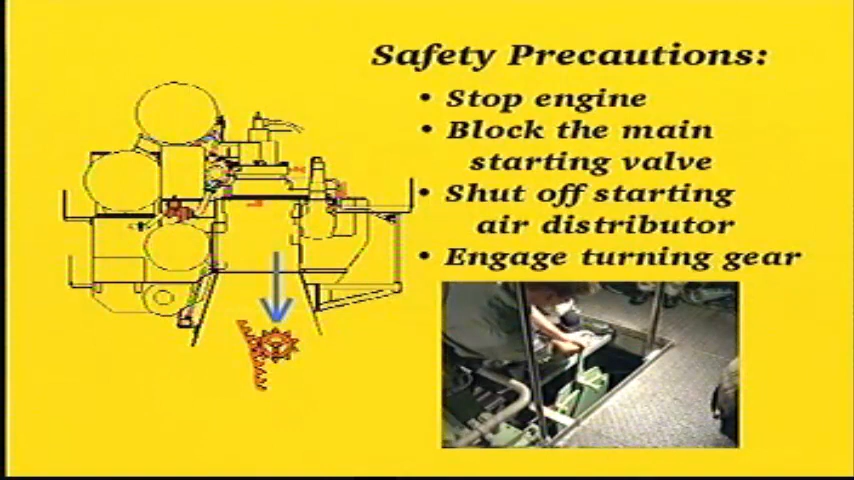 Safety Precautions:
• Stop engine
• Block the main
starting valve
• Shut off starting
air distributor
• Engage turning gear